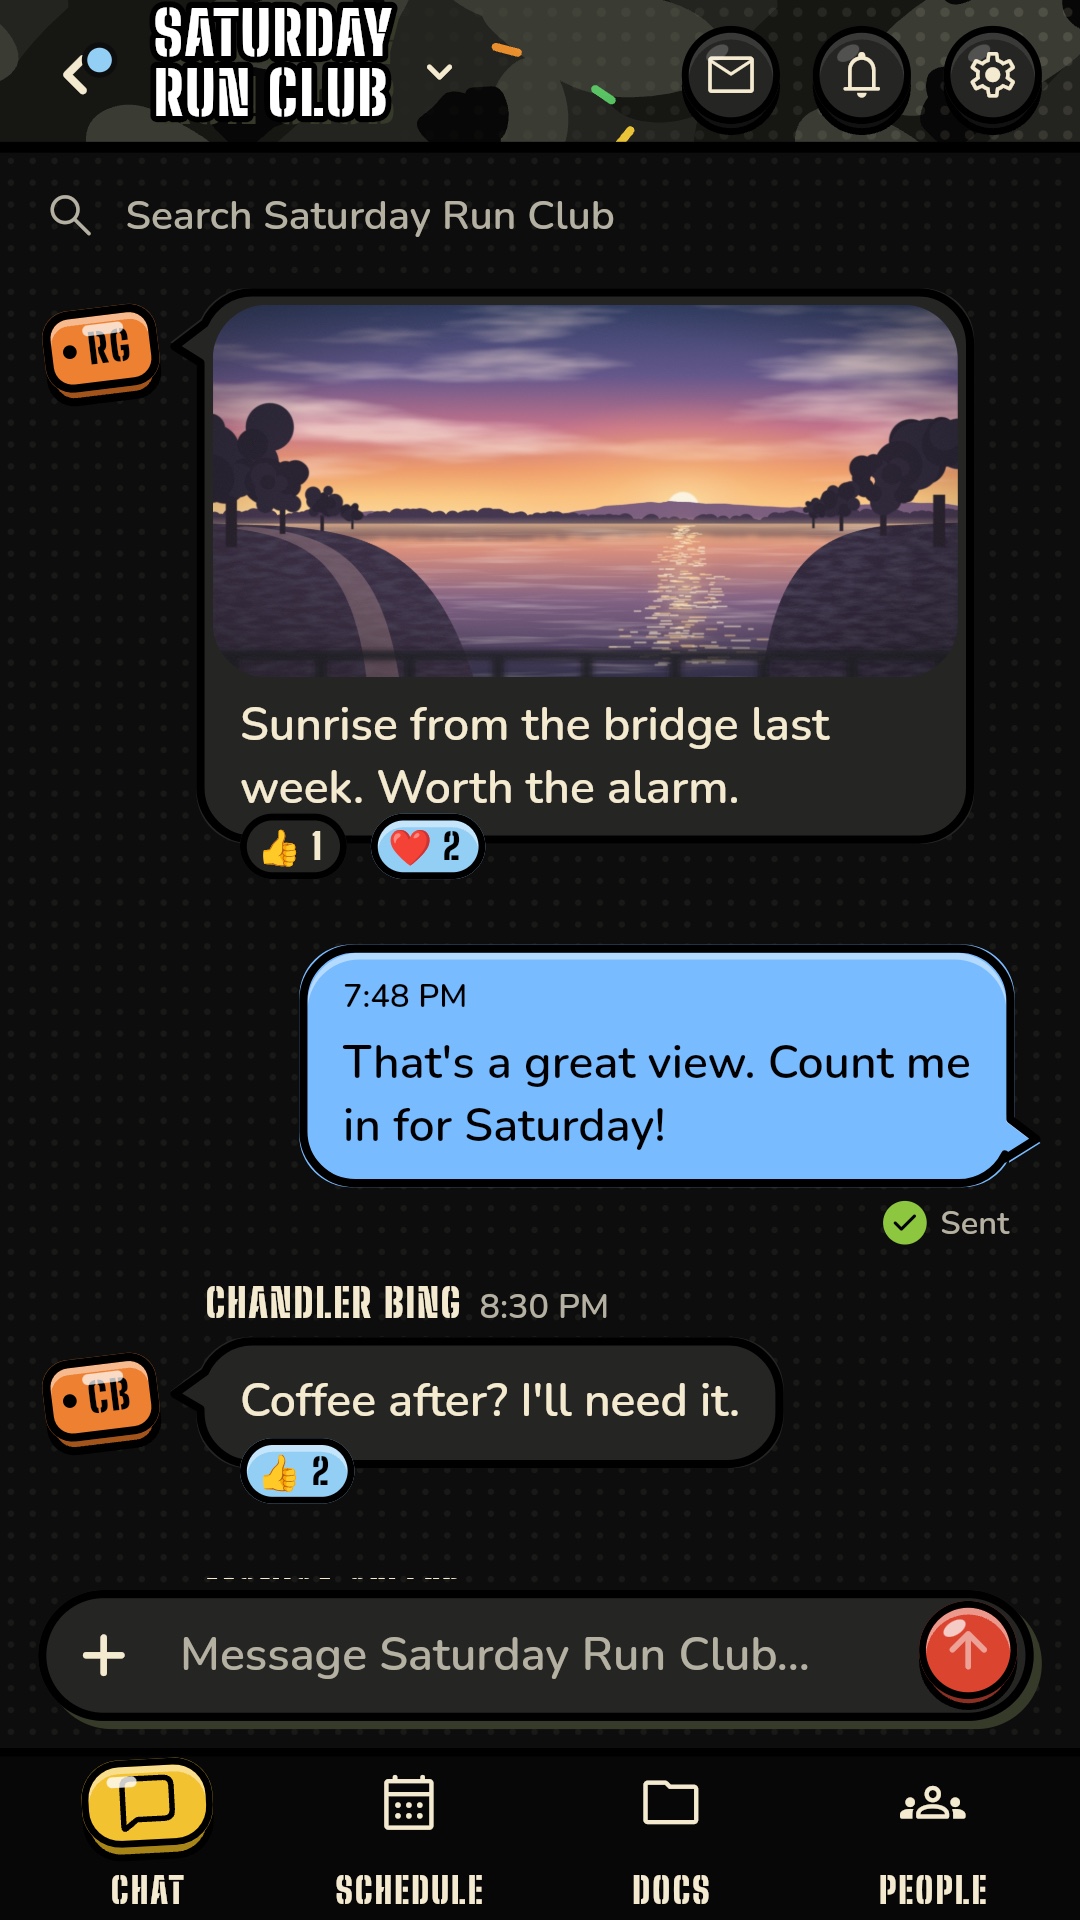 SATURDAY
RUN CLUB
Search Saturday Run Club
RG
Sunrise from the bridge last
week. Worth the alarm.
👍 1 ❤️ 2
7:48 PM
That's a great view. Count me
in for Saturday!
Sent
CHANDLER BING 8:30 PM
CB
Coffee after? I'll need it.
👍 2
Message Saturday Run Club...
CHAT SCHEDULE DOCS PEOPLE